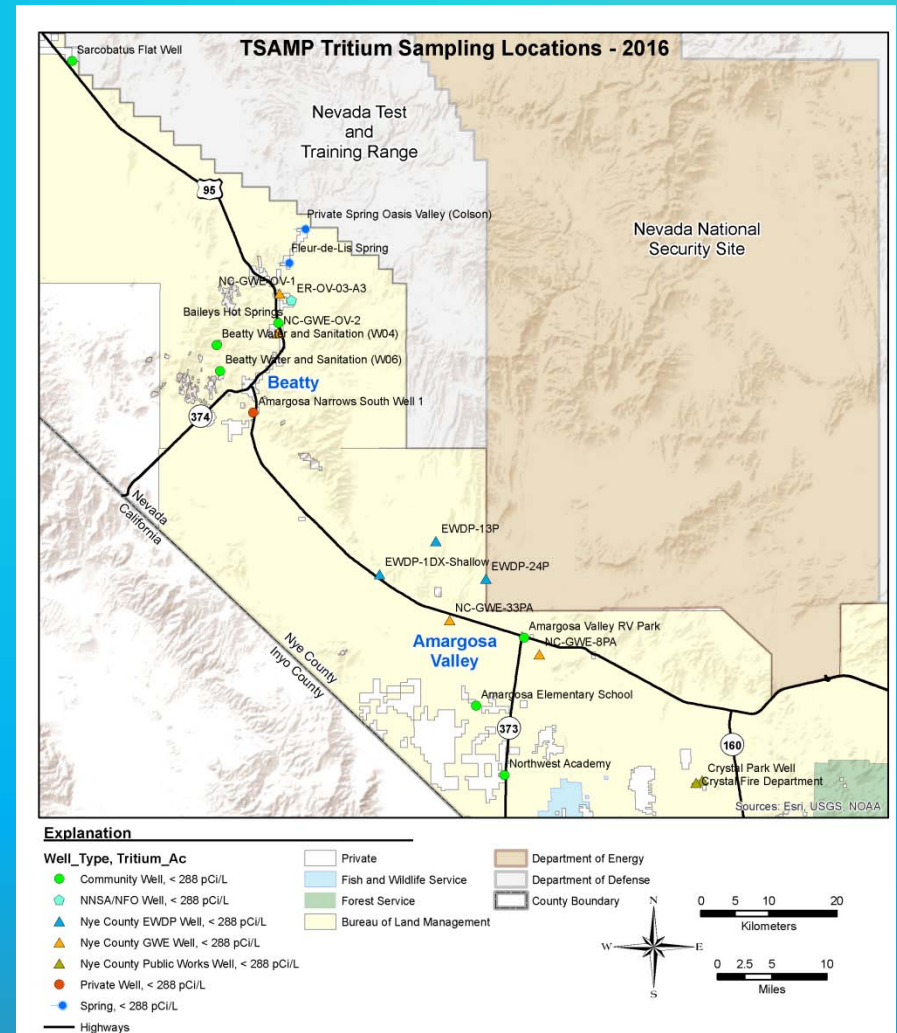 TSAMP Tritium Sampling Locations - 2016
Sarcobatus Flat Well
Nevada Test
and
Training Range
95
Private Spring Oasis Valley (Colson)
Nevada National
Security Site
Fleur-de-Lis Spring
NC-GWE-OV-1
ER-OV-03-A3
Baileys Hot Springs
NC-GWE-OV-2
Beatty Water and Sanitation (W04)
Beatty Water and Sanitation (W06)
Beatty
374
Amargosa Narrows South Well 1
Nevada
California
EWDP-13P
EWDP-1DX-Shallow
EWDP-24P
NC-GWE-33PA
Nye County
Inyo County
Amargosa
Valley
Amargosa Valley RV Park
NC-GWE-8PA
Amargosa Elementary School
373
160
Northwest Academy
Crystal Park Well
Crystal Fire Department
Sources: Esri, USGS, NOAA
Explanation
Well_Type, Tritium_Ac
Community Well, < 288 pCi/L
NNSA/NFO Well, < 288 pCi/L
Nye County EWDP Well, < 288 pCi/L
Nye County GWE Well, < 288 pCi/L
Nye County Public Works Well, < 288 pCi/L
Private Well, < 288 pCi/L
Spring, < 288 pCi/L
Highways
Private
Fish and Wildlife Service
Forest Service
Bureau of Land Management
Department of Energy
Department of Defense
County Boundary
N
W E
S
0 5 10 20
Kilometers
0 2.5 5 10
Miles